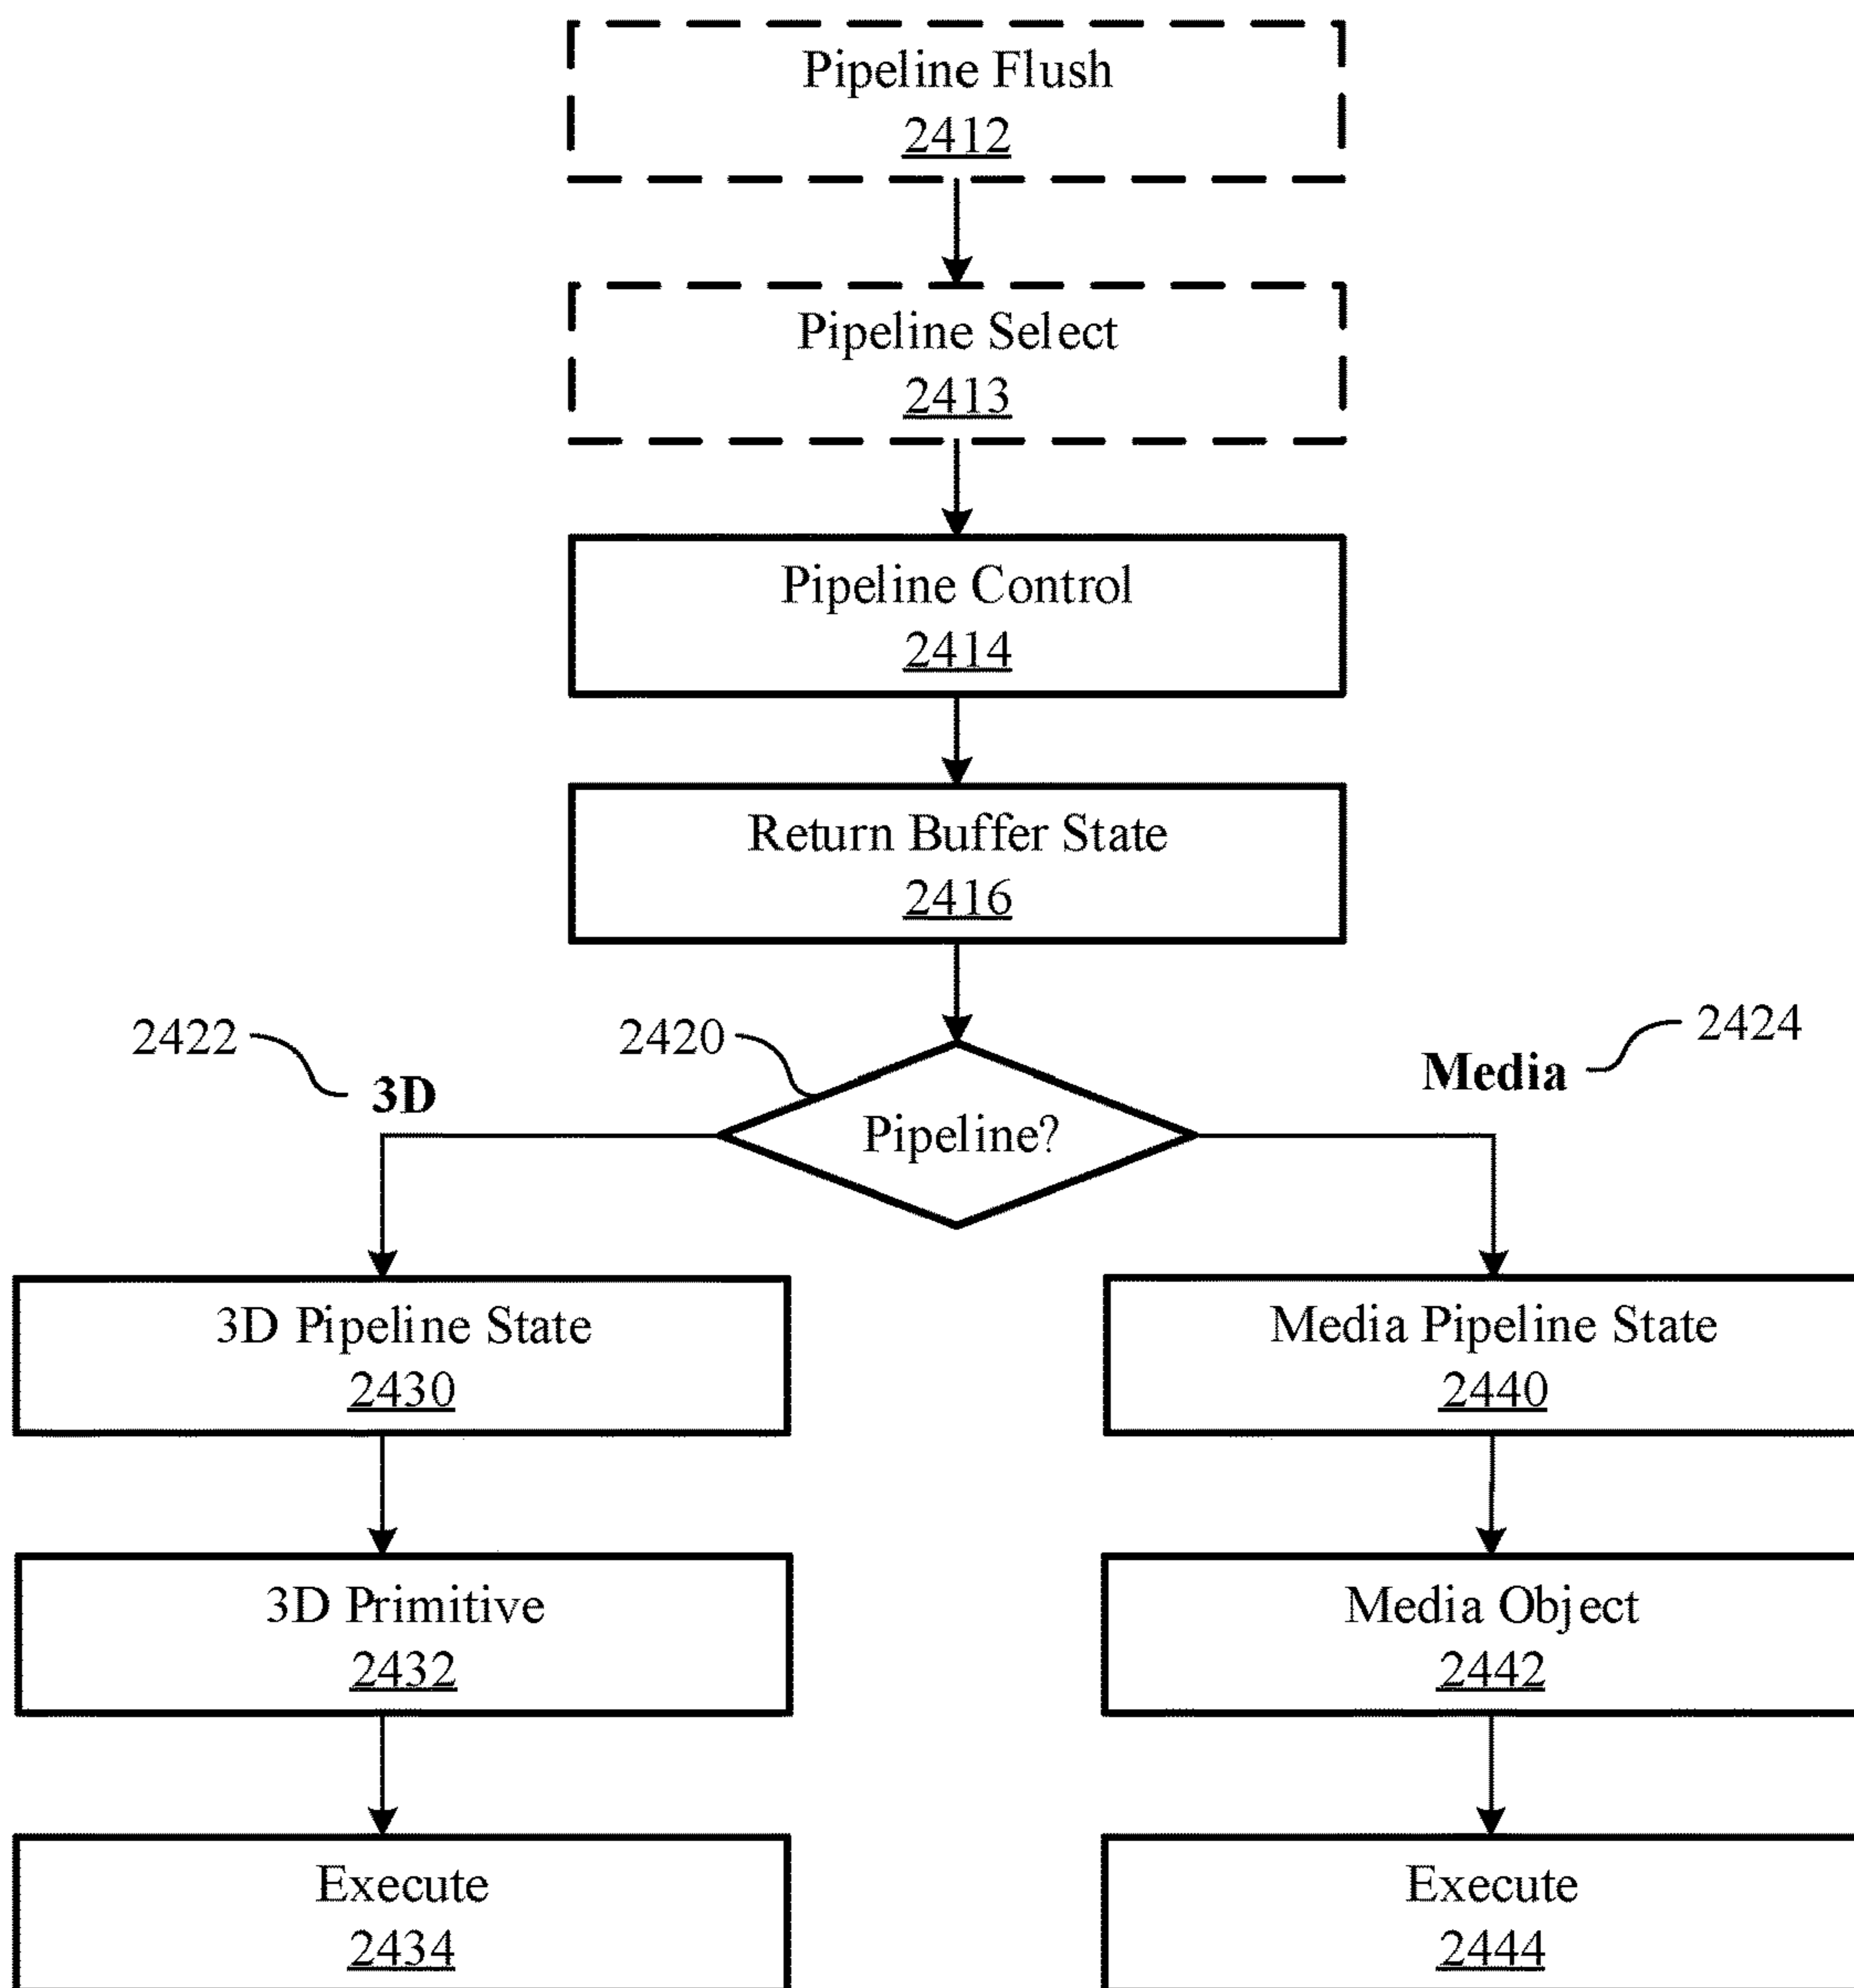 Pipeline Flush
2412
Pipeline Select
2413
Pipeline Control
2414
Return Buffer State
2416
2422
2420
2424
3D
Media
Pipeline?
3D Pipeline State
2430
Media Pipeline State
2440
3D Primitive
2432
Media Object
2442
Execute
2434
Execute
2444